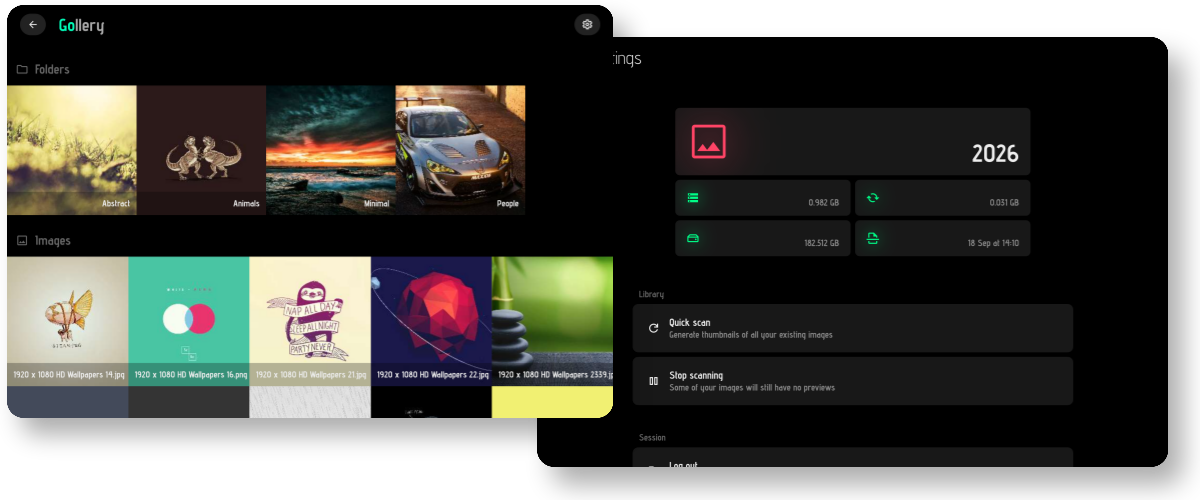 Gollery
Folders
Abstract
Animals
Minimal
People
Images
NAP ALL DAY
SLEEP ALL NIGHT
PARTY NEVER
1920 x 1080 HD Wallpapers 14.jpg
1920 x 1080 HD Wallpapers 16.png
1920 x 1080 HD Wallpapers 21.jpg
1920 x 1080 HD Wallpapers 22.jpg
1920 x 1080 HD Wallpapers 2339.jp
tings
2026
0.982 GB
0.031 GB
182.512 GB
18 Sep at 14:10
Library
Quick scan
Generate thumbnails of all your existing images
Stop scanning
Some of your images will still have no previews
Session
Log out